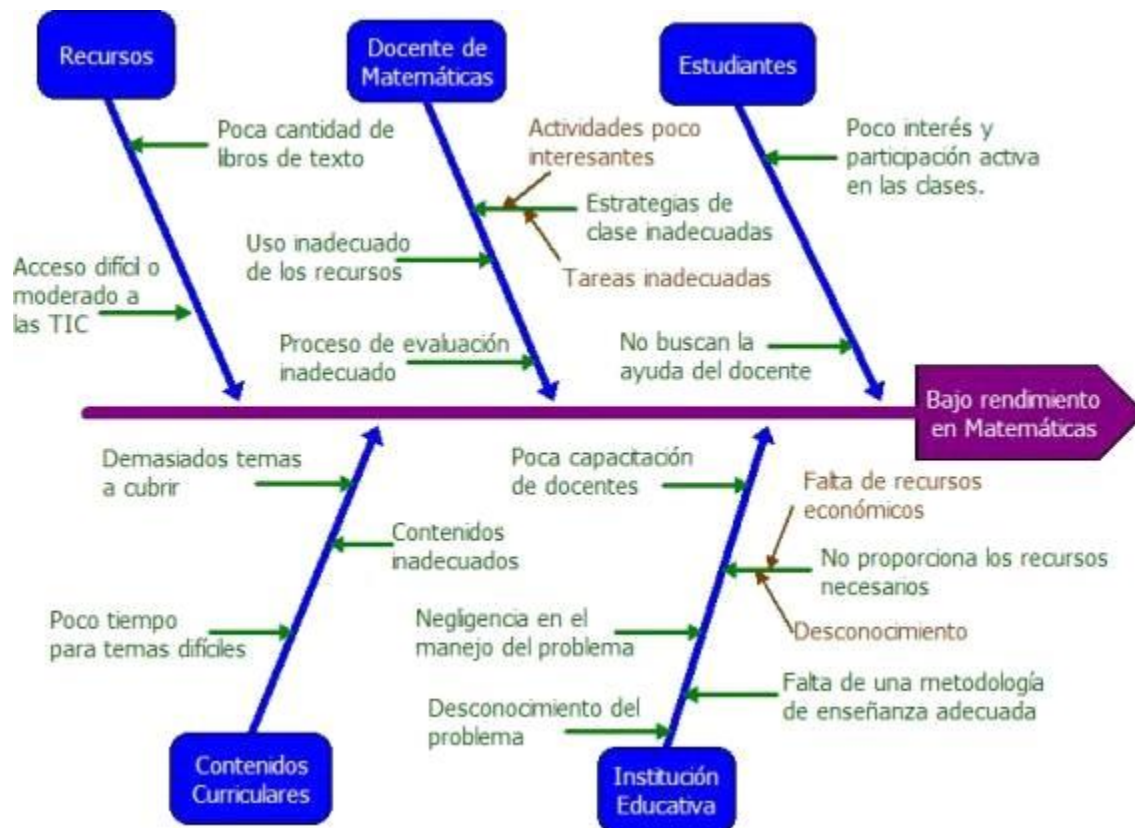 Recursos
Docente de
Matemáticas
Estudiantes
Poca cantidad de
libros de texto
Actividades poco
interesantes
Poco interés y
participación activa
en las clases.
Estrategias de
clase inadecuadas
Uso inadecuado
de los recursos
Tareas inadecuadas
Acceso difícil o
moderado a
las TIC
Proceso de evaluación
inadecuado
No buscan la
ayuda del docente
Bajo rendimiento
en Matemáticas
Demasiados temas
a cubrir
Poca capacitación
de docentes
Falta de recursos
económicos
Contenidos
inadecuados
No proporciona los recursos
necesarios
Poco tiempo
para temas difíciles
Negligencia en el
manejo del problema
Desconocimiento
Falta de una metodología
de enseñanza adecuada
Desconocimiento del
problema
Contenidos
Curriculares
Institución
Educativa